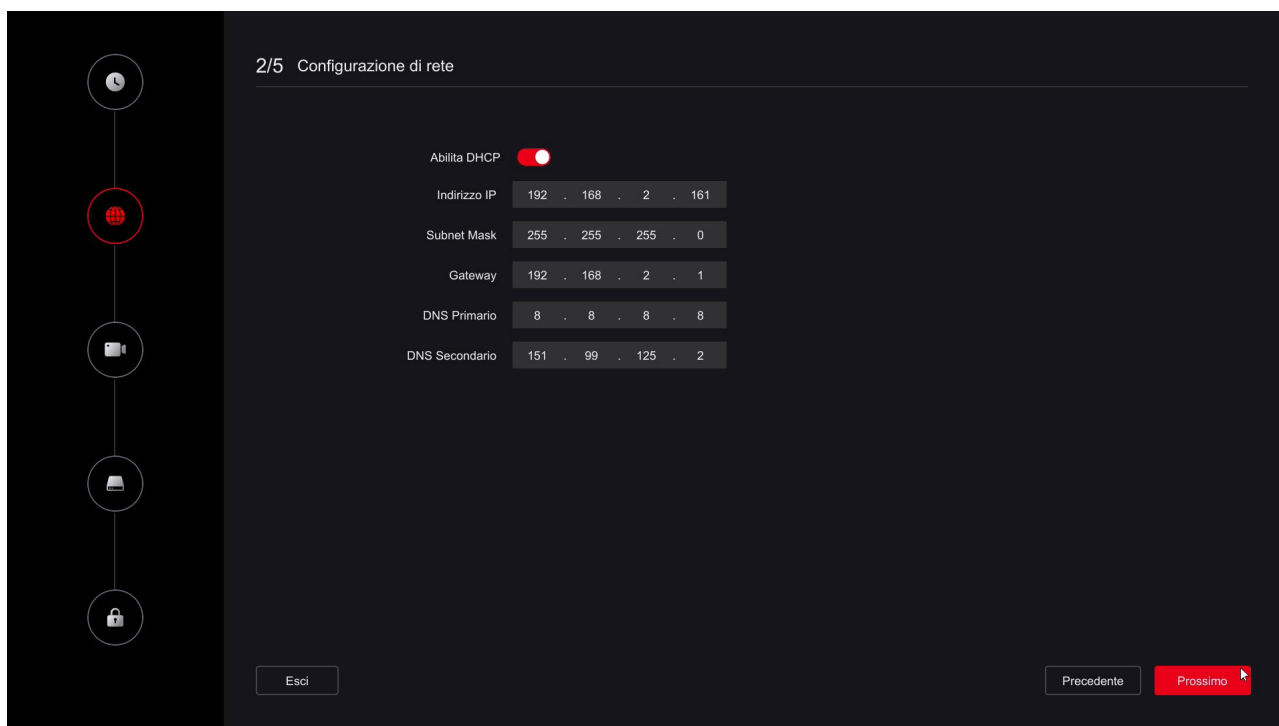 2/5 Configurazione di rete
Abilita DHCP
Indirizzo IP 192 . 168 . 2 . 161
Subnet Mask 255 . 255 . 255 . 0
Gateway 192 . 168 . 2 . 1
DNS Primario 8 . 8 . 8 . 8
DNS Secondario 151 . 99 . 125 . 2
Esci Precedente Prossimo